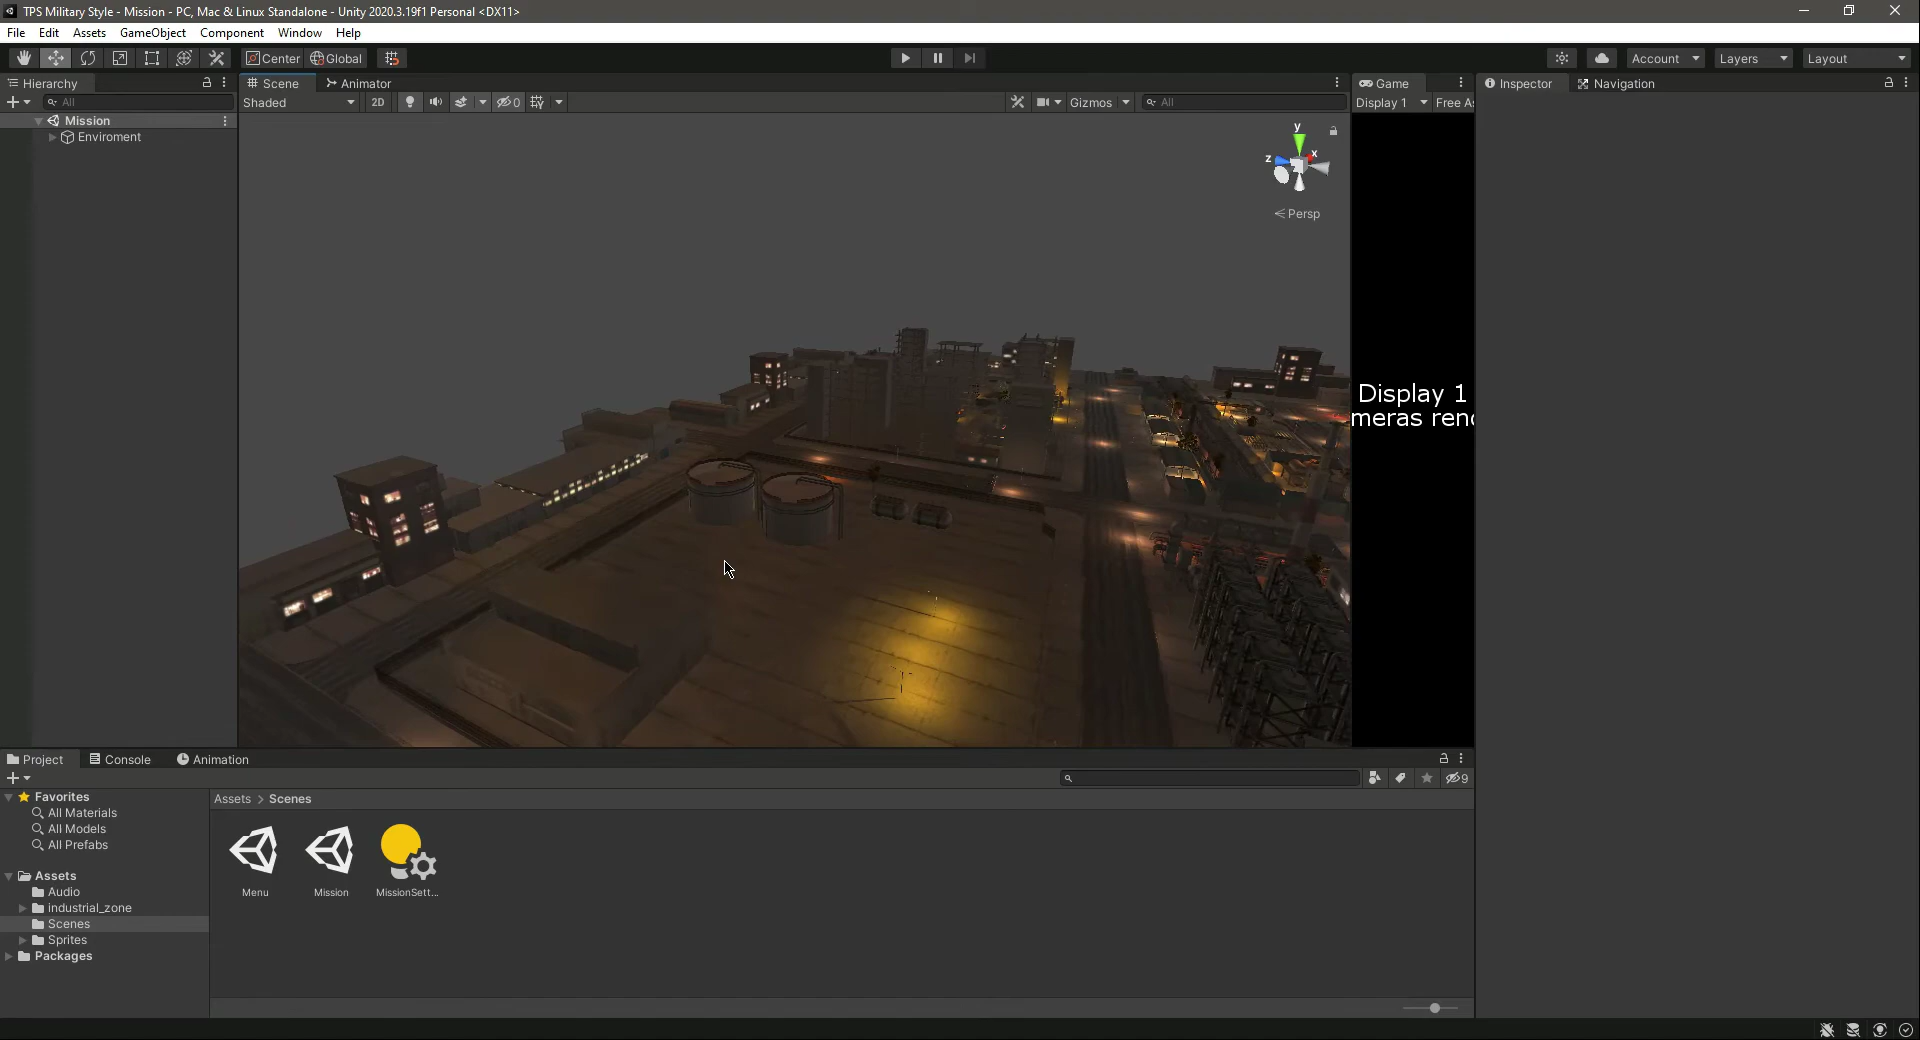 TPS Military Style - Mission - PC, Mac & Linux Standalone - Unity 2020.3.19f1 Personal <DX11>
File Edit Assets GameObject Component Window Help
Center Global Account Layers Layout
Hierarchy Scene Animator Game Inspector Navigation
All Shaded 2D 0 Gizmos All Display 1 Free As
Mission
Enviroment
y
z x
Persp
Display 1
meras ren
Project Console Animation
9
Favorites
All Materials
All Models
All Prefabs
Assets
Audio
industrial_zone
Scenes
Sprites
Packages
Assets > Scenes
Menu Mission MissionSett...